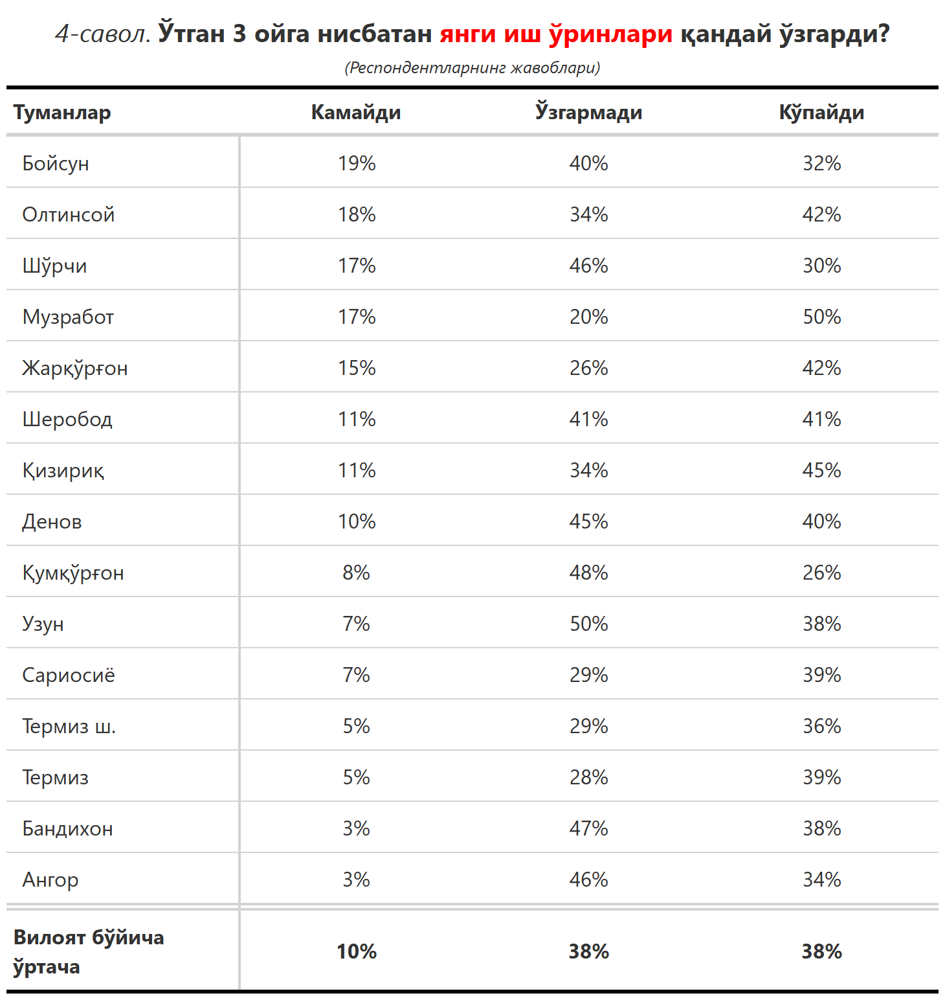 4-савол. Ўтган 3 ойга нисбатан янги иш ўринлари қандай ўзгарди?
(Респондентларнинг жавоблари)
Туманлар Камайди Ўзгармади Кўпайди
Бойсун 19% 40% 32%
Олтинсой 18% 34% 42%
Шўрчи 17% 46% 30%
Музработ 17% 20% 50%
Жарқўрғон 15% 26% 42%
Шеробод 11% 41% 41%
Қизириқ 11% 34% 45%
Денов 10% 45% 40%
Қумқўрғон 8% 48% 26%
Узун 7% 50% 38%
Сариосиё 7% 29% 39%
Термиз ш. 5% 29% 36%
Термиз 5% 28% 39%
Бандихон 3% 47% 38%
Ангор 3% 46% 34%
Вилоят бўйича
ўртача 10% 38% 38%